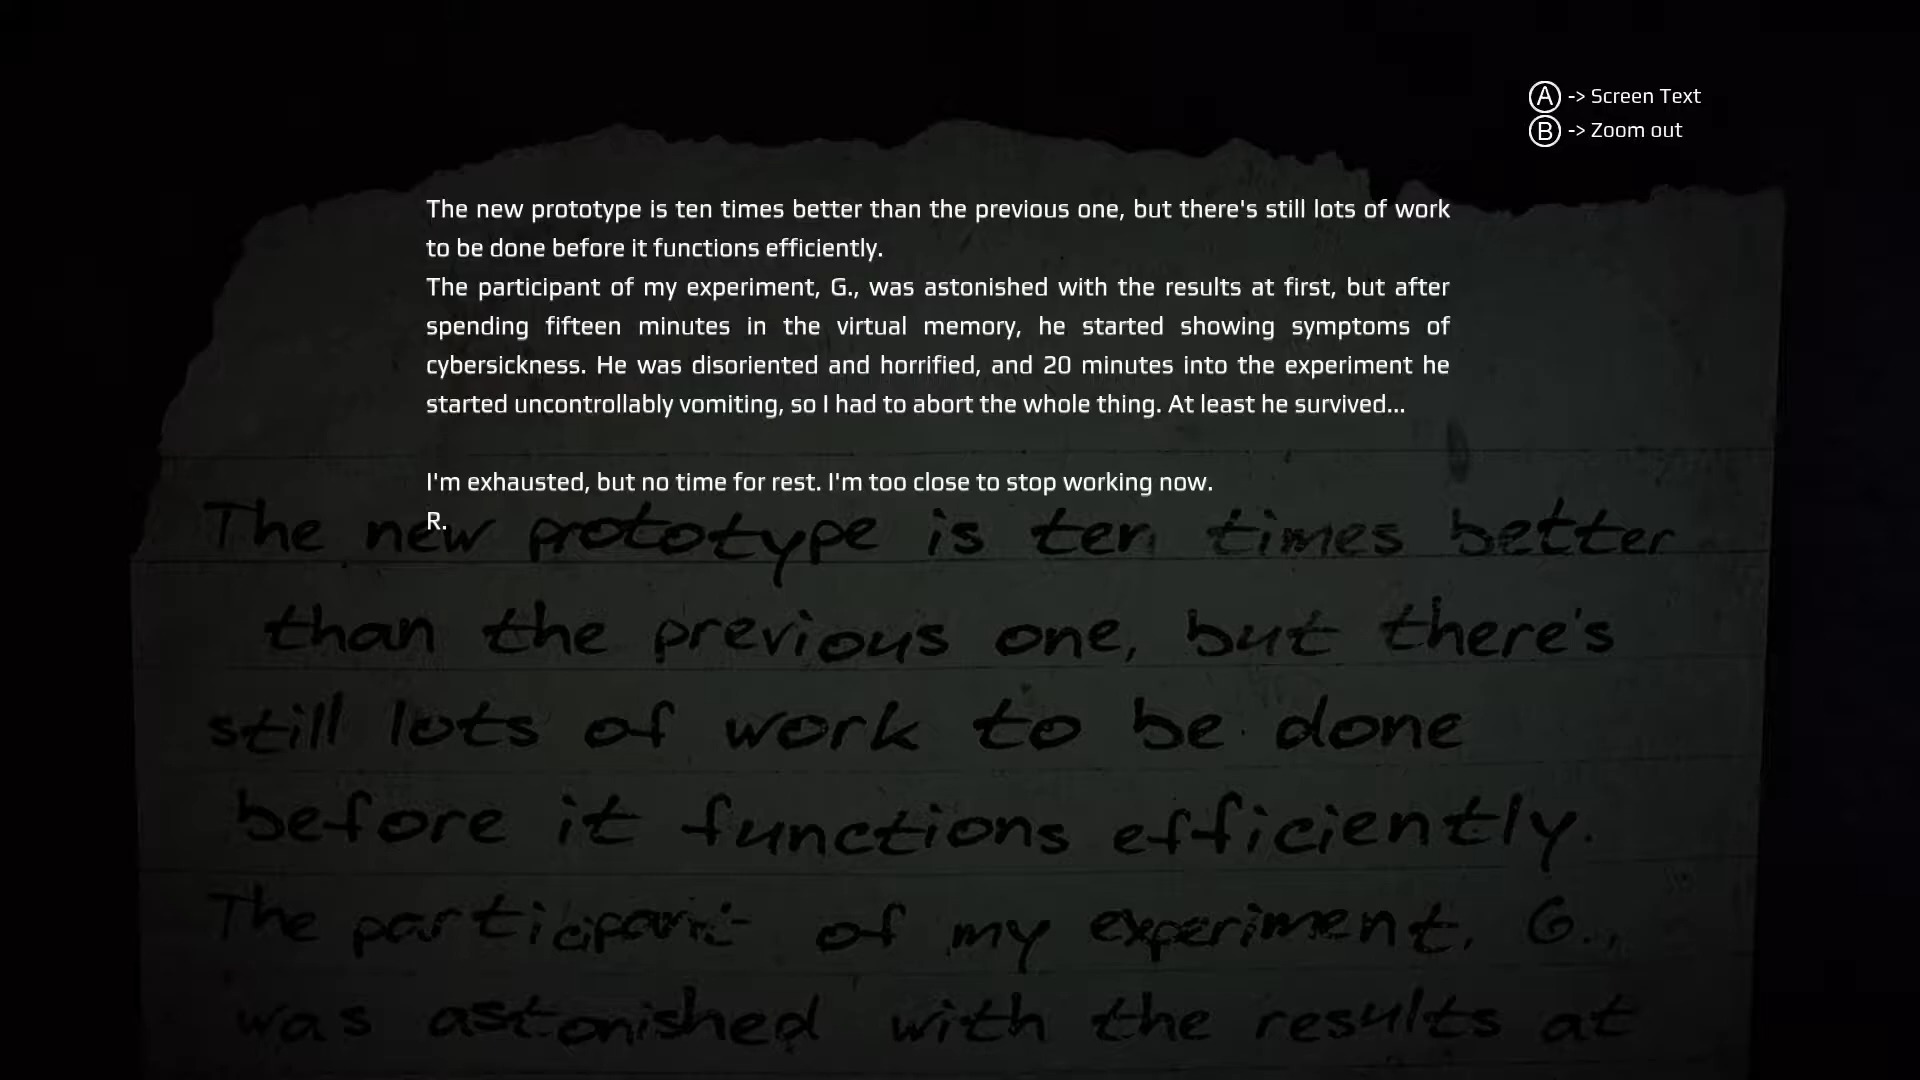 A -> Screen Text
B -> Zoom out
The new prototype is ten times better than the previous one, but there's still lots of work
to be done before it functions efficiently.
The participant of my experiment, G., was astonished with the results at first, but after
spending fifteen minutes in the virtual memory, he started showing symptoms of
cybersickness. He was disoriented and horrified, and 20 minutes into the experiment he
started uncontrollably vomiting, so I had to abort the whole thing. At least he survived...
I'm exhausted, but no time for rest. I'm too close to stop working now.
R.
The new prototype is ten times better
than the previous one, but there's
still lots of work to be done
before it functions efficiently.
The participant of my experiment, G.,
was astonished with the results at